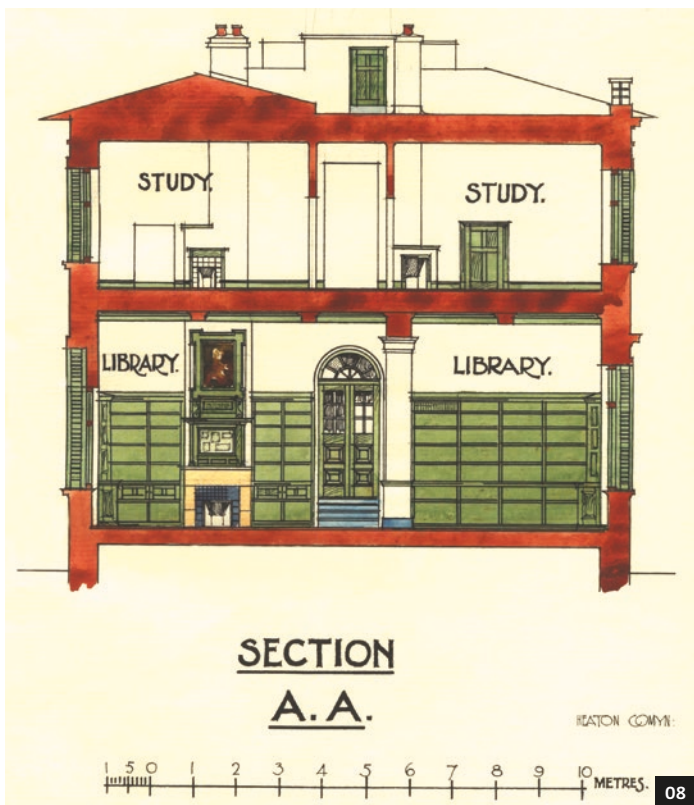 STUDY.
STUDY.
LIBRARY.
LIBRARY.
SECTION
A. A.
HEATON COMYN:
1 5 0 1 2 3 4 5 6 7 8 9 10 METRES.
08